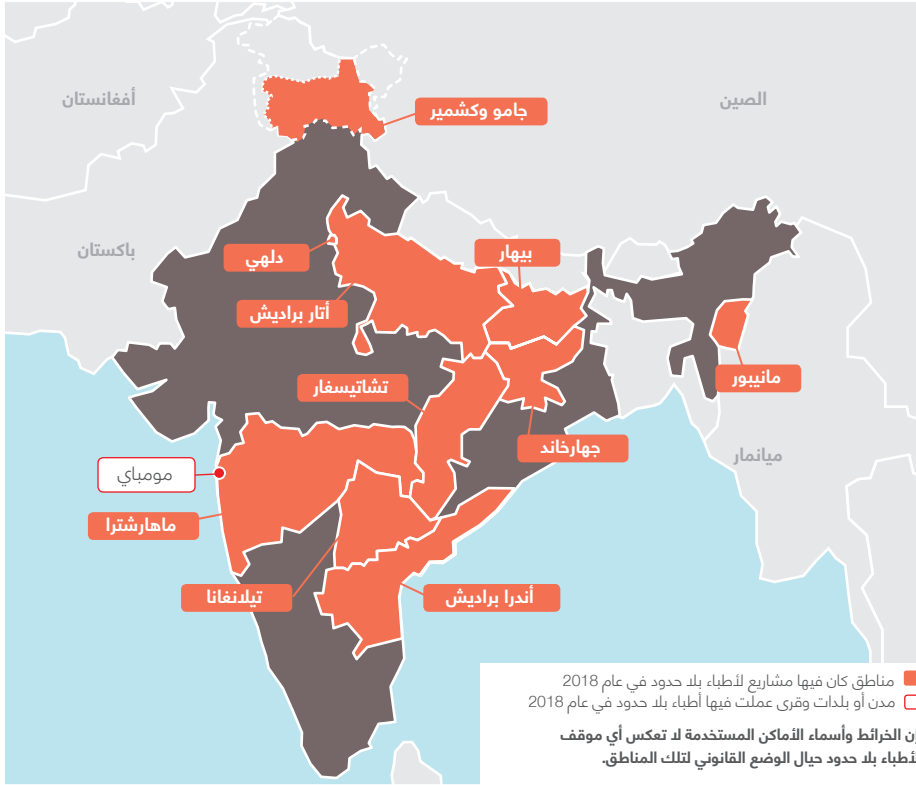 أفغانستان
الصين
جامو وكشمير
باكستان
دلهي
بيهار
أتار براديش
مانيبور
تشاتيسغار
جهارخاند
ميانمار
مومباي
ماهارشترا
تيلانغانا
أندرا براديش
مناطق كان فيها مشاريع لأطباء بلا حدود في عام 2018
مدن أو بلدات وقرى عملت فيها أطباء بلا حدود في عام 2018
إن الخرائط وأسماء الأماكن المستخدمة لا تعكس أي موقف
لأطباء بلا حدود حيال الوضع القانوني لتلك المناطق.